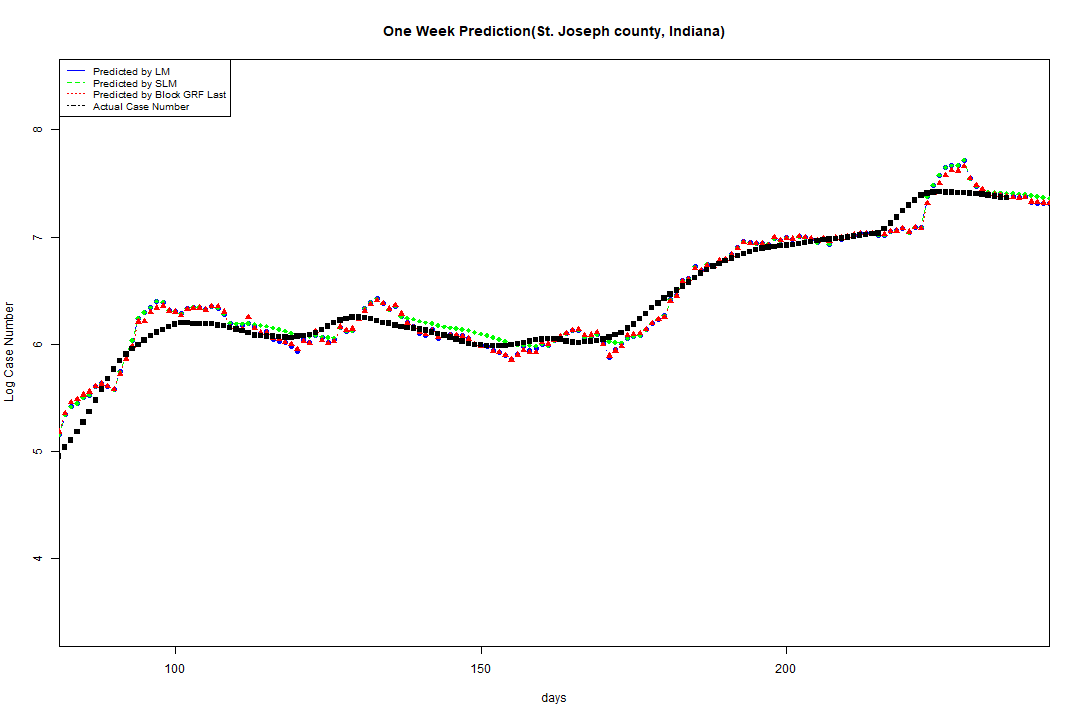 One Week Prediction(St. Joseph county, Indiana)
Predicted by LM
Predicted by SLM
Predicted by Block GRF Last
Actual Case Number
8
7
6
5
4
Log Case Number
100 150 200
days